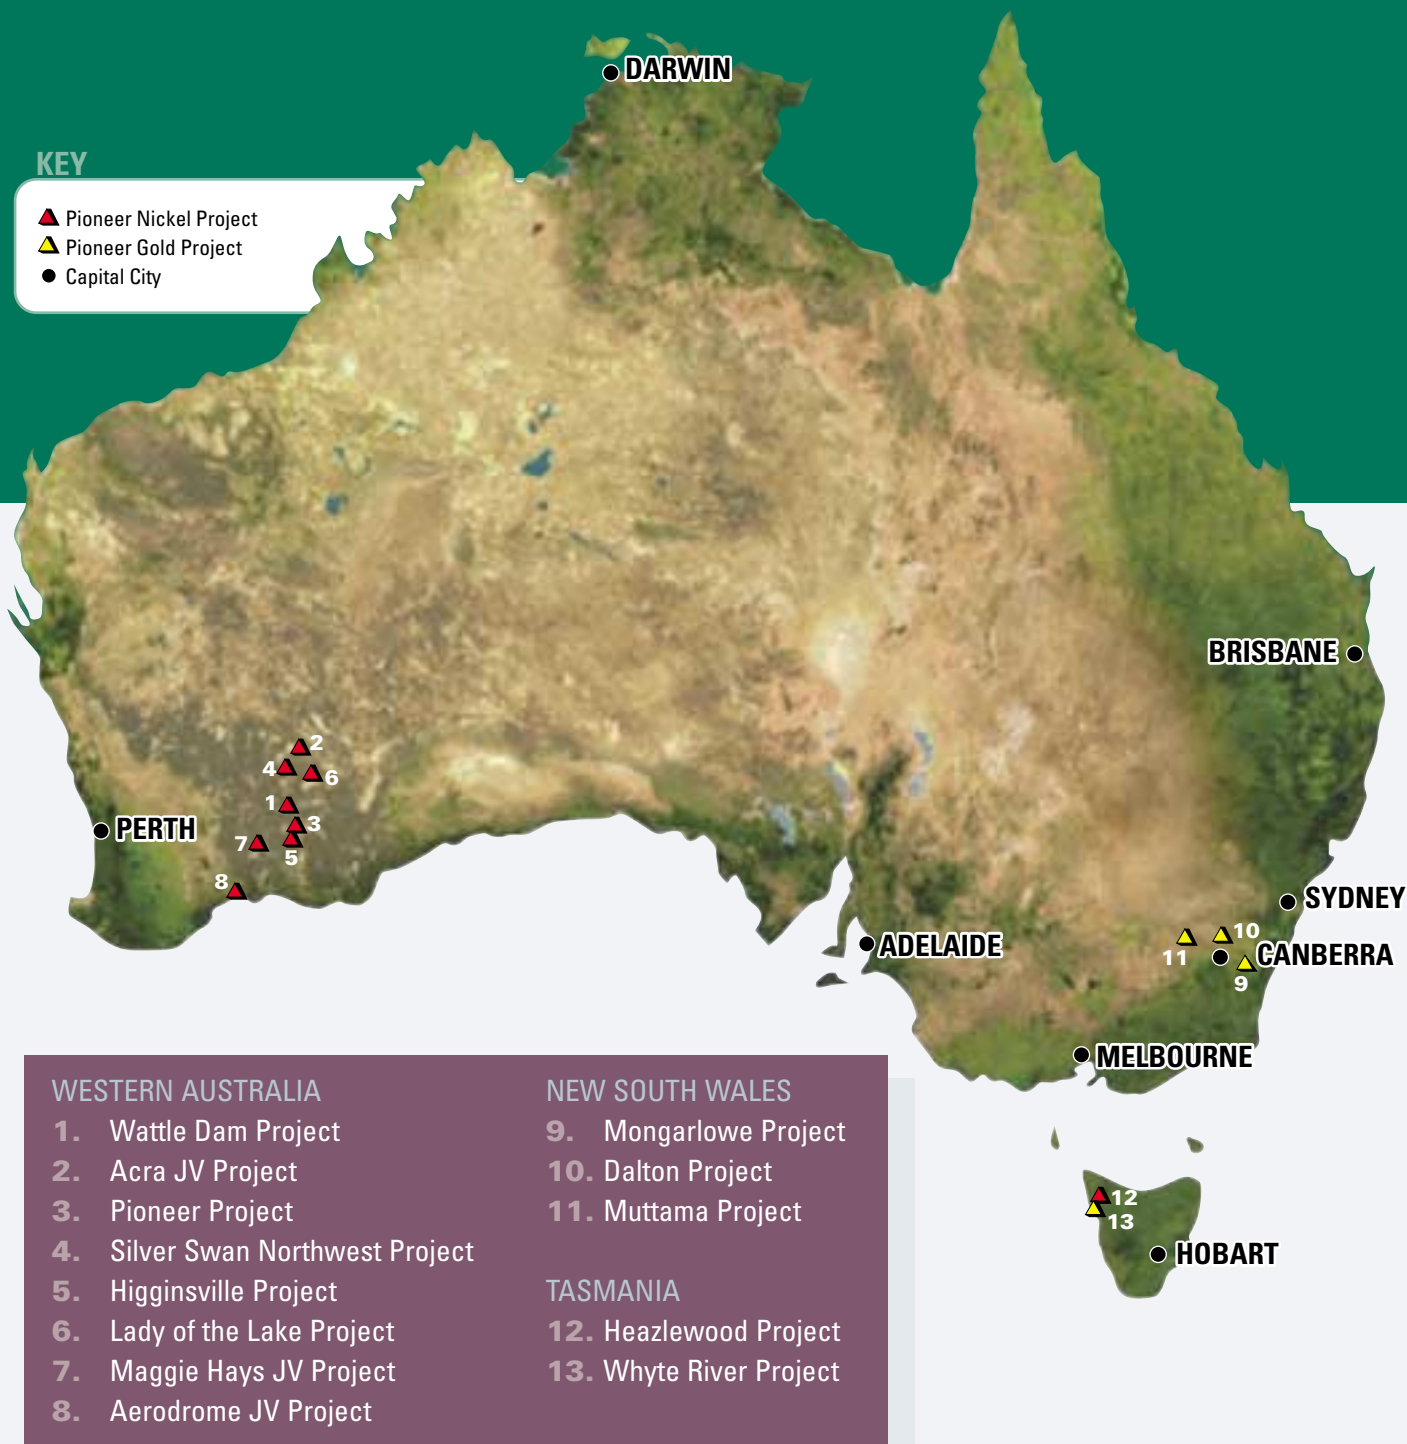 DARWIN
KEY
Pioneer Nickel Project
Pioneer Gold Project
Capital City
BRISBANE
2
4
6
1
3
PERTH
7
5
8
SYDNEY
10
ADELAIDE
11
CANBERRA
9
MELBOURNE
WESTERN AUSTRALIA
1. Wattle Dam Project
2. Acra JV Project
3. Pioneer Project
4. Silver Swan Northwest Project
5. Higginsville Project
6. Lady of the Lake Project
7. Maggie Hays JV Project
8. Aerodrome JV Project
NEW SOUTH WALES
9. Mongarlowe Project
10. Dalton Project
11. Muttama Project
TASMANIA
12. Heazlewood Project
13. Whyte River Project
12
13
HOBART